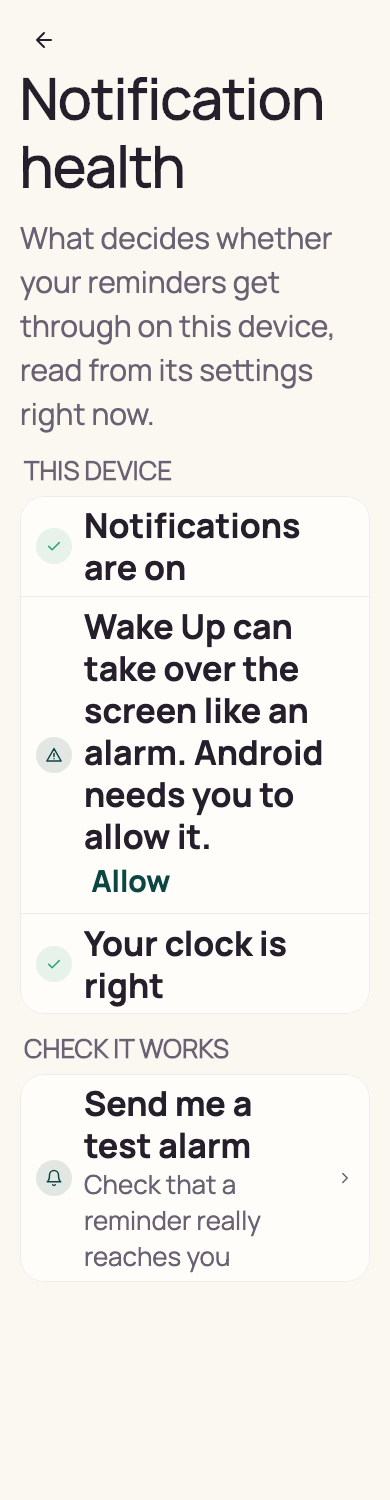 Notification
health
What decides whether
your reminders get
through on this device,
read from its settings
right now.
THIS DEVICE
Notifications
are on
Wake Up can
take over the
screen like an
alarm. Android
needs you to
allow it.
Allow
Your clock is
right
CHECK IT WORKS
Send me a
test alarm
Check that a
reminder really
reaches you